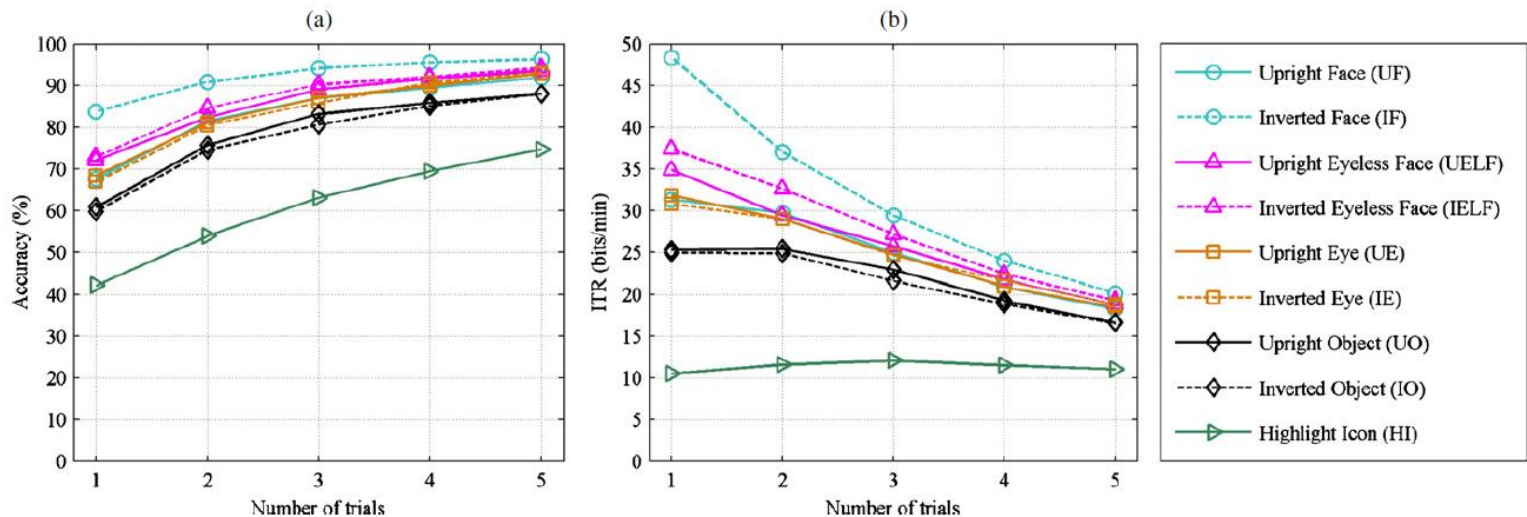 (a)
(b)
Accuracy (%)
100
90
80
70
60
50
40
30
20
10
0
1 2 3 4 5
Number of trials
ITR (bits/min)
50
45
40
35
30
25
20
15
10
5
0
1 2 3 4 5
Number of trials
Upright Face (UF)
Inverted Face (IF)
Upright Eyeless Face (UELF)
Inverted Eyeless Face (IELF)
Upright Eye (UE)
Inverted Eye (IE)
Upright Object (UO)
Inverted Object (IO)
Highlight Icon (HI)